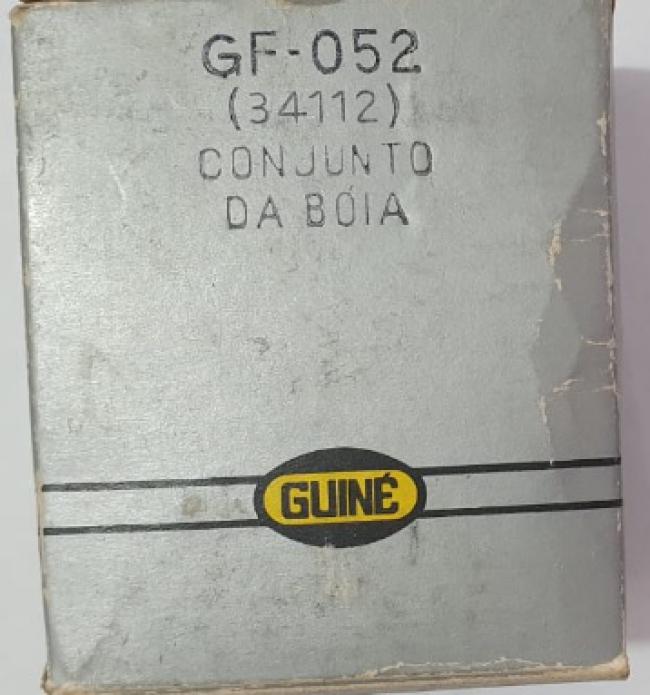 GF-052
(34112)
CONJUNTO
DA BÓIA
GUINÉ